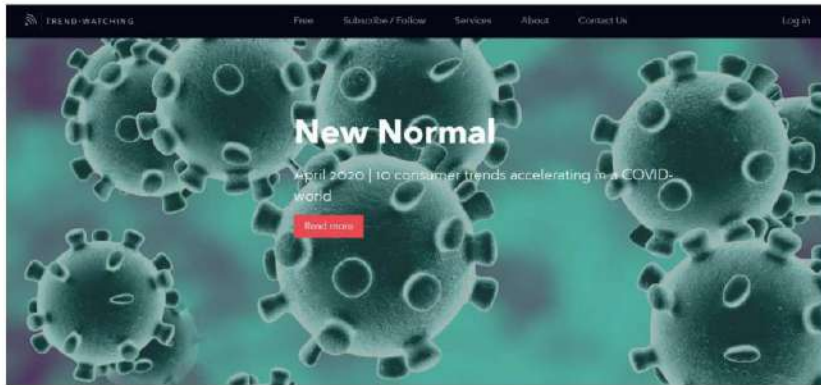 TREND-WATCHING
Free Subscribe / Follow Services About Contact Us Log in
New Normal
April 2020 | 10 consumer trends accelerating in a COVID-
world
Read more